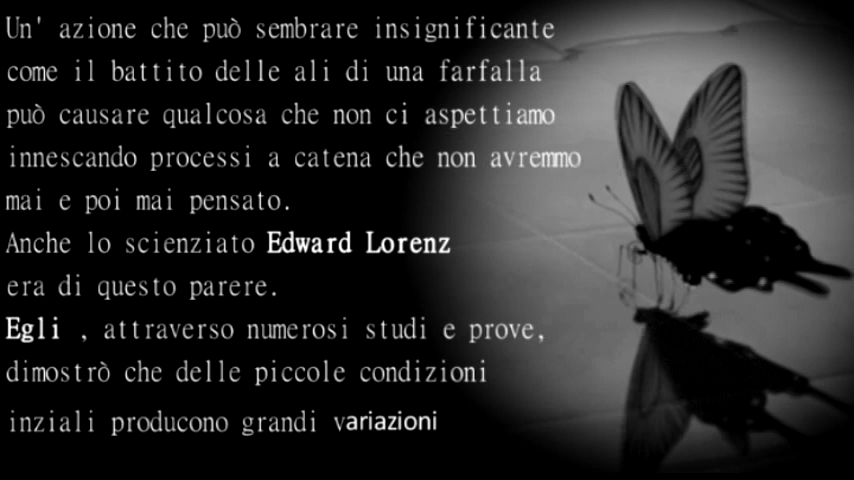 Un' azione che può sembrare insignificante
come il battito delle ali di una farfalla
può causare qualcosa che non ci aspettiamo
innescando processi a catena che non avremmo
mai e poi mai pensato.
Anche lo scienziato Edward Lorenz
era di questo parere.
Egli , attraverso numerosi studi e prove,
dimostrò che delle piccole condizioni
inziali producono grandi variazioni